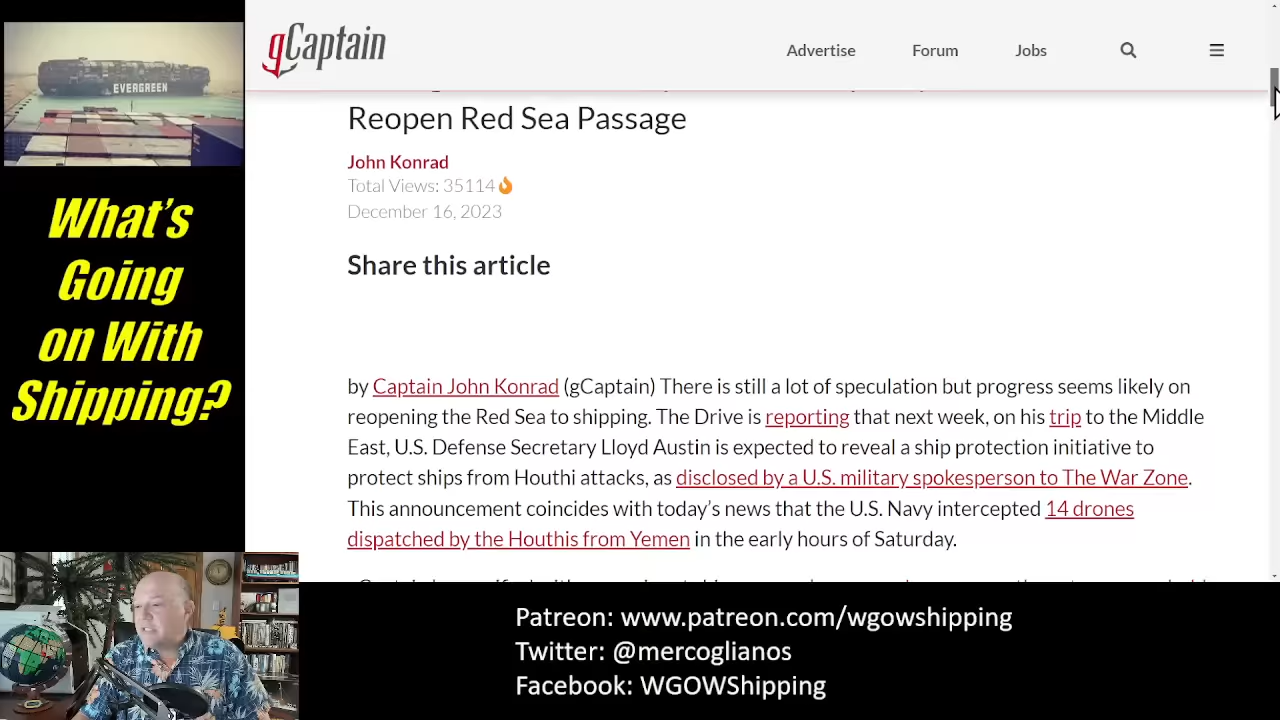 gCaptain
Advertise
Forum
Jobs
EVERGREEN
Reopen Red Sea Passage
John Konrad
Total Views: 35114
December 16, 2023
Share this article
What's
Going
on With
Shipping?
by Captain John Konrad (gCaptain) There is still a lot of speculation but progress seems likely on
reopening the Red Sea to shipping. The Drive is reporting that next week, on his trip to the Middle
East, U.S. Defense Secretary Lloyd Austin is expected to reveal a ship protection initiative to
protect ships from Houthi attacks, as disclosed by a U.S. military spokesperson to The War Zone.
This announcement coincides with today's news that the U.S. Navy intercepted 14 drones
dispatched by the Houthis from Yemen in the early hours of Saturday.
Patreon: www.patreon.com/wgowshipping
Twitter: @mercoglianos
Facebook: WGOWShipping